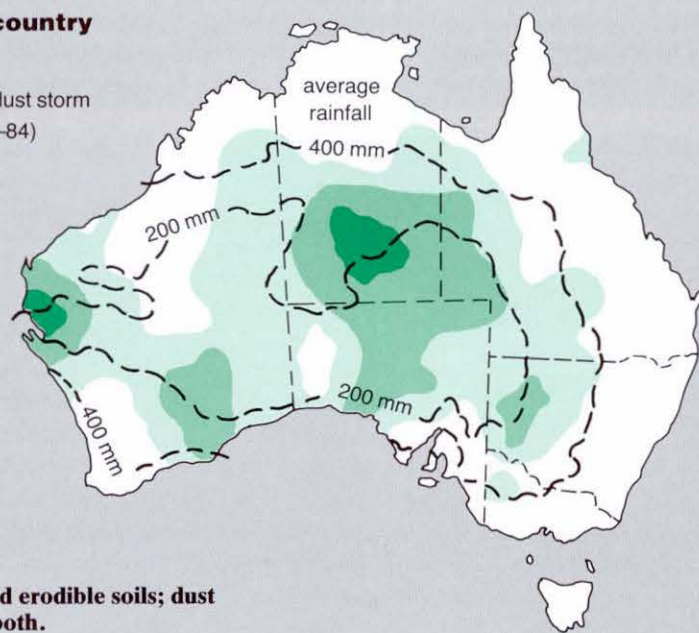 country
dust storm
–84)
average
rainfall
400 mm
200 mm
200 mm
400 mm
erodible soils; dust
both.